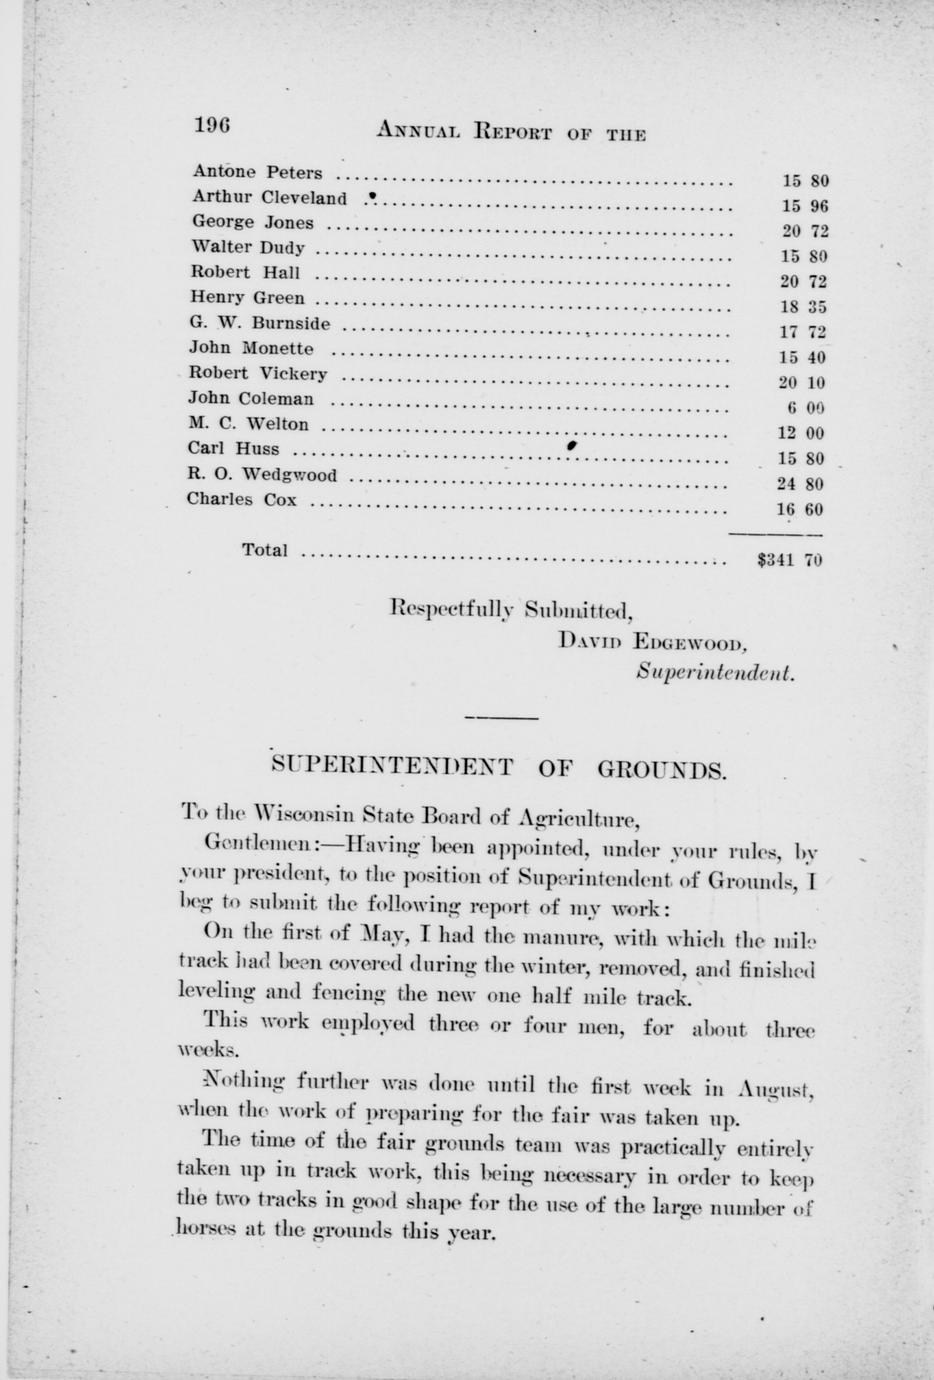 196 ANNUAL REPORT OF THE
Antone Peters ........................................... 15 80
Arthur Cleveland ........................................ 15 96
George Jones ............................................ 20 72
Walter Dudy ............................................. 15 80
Robert Hall ............................................. 20 72
Henry Green ............................................. 18 35
G. W. Burnside .......................................... 17 72
John Monette ............................................ 15 40
Robert Vickery .......................................... 20 10
John Coleman ............................................ 6 00
M. C. Welton ............................................ 12 00
Carl Huss ............................................... 15 80
R. O. Wedgwood .......................................... 24 80
Charles Cox ............................................. 16 60
Total .............................................. $341 70
Respectfully Submitted,
DAVID EDGEWOOD,
Superintendent.
SUPERINTENDENT OF GROUNDS.
To the Wisconsin State Board of Agriculture,
Gentlemen:—Having been appointed, under your rules, by
your president, to the position of Superintendent of Grounds, I
beg to submit the following report of my work:
On the first of May, I had the manure, with which the mile
track had been covered during the winter, removed, and finished
leveling and fencing the new one half mile track.
This work employed three or four men, for about three
weeks.
Nothing further was done until the first week in August,
when the work of preparing for the fair was taken up.
The time of the fair grounds team was practically entirely
taken up in track work, this being necessary in order to keep
the two tracks in good shape for the use of the large number of
horses at the grounds this year.